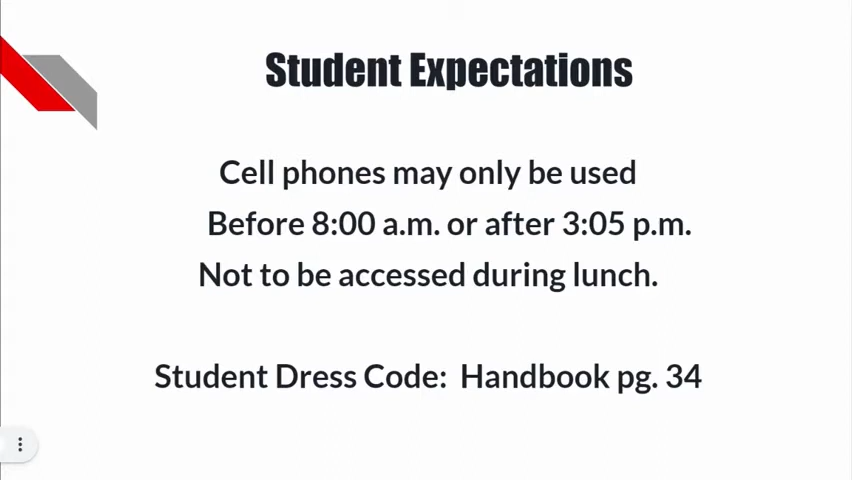 Student Expectations
Cell phones may only be used
Before 8:00 a.m. or after 3:05 p.m.
Not to be accessed during lunch.
Student Dress Code: Handbook pg. 34